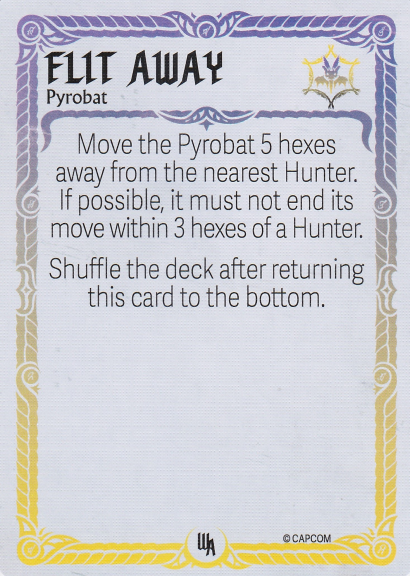 FLIT AWAY
Pyrobat
Move the Pyrobat 5 hexes
away from the nearest Hunter.
If possible, it must not end its
move within 3 hexes of a Hunter.
Shuffle the deck after returning
this card to the bottom.
WA
© CAPCOM